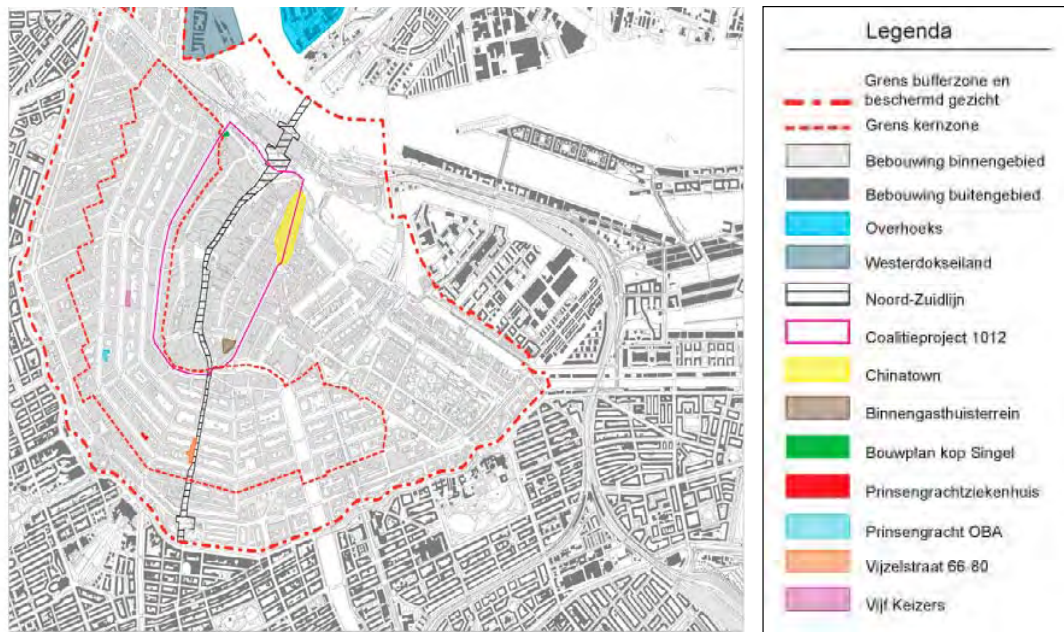 Legenda
Grens bufferzone en
beschermd gezicht
Grens kernzone
Bebouwing binnengebied
Bebouwing buitengebied
Overhoeks
Westerdokseiland
Noord-Zuidlijn
Coalitieproject 1012
Chinatown
Binnengasthuisterrein
Bouwplan kop Singel
Prinsengrachtziekenhuis
Prinsengracht OBA
Vijzelstraat 66-80
Vijf Keizers